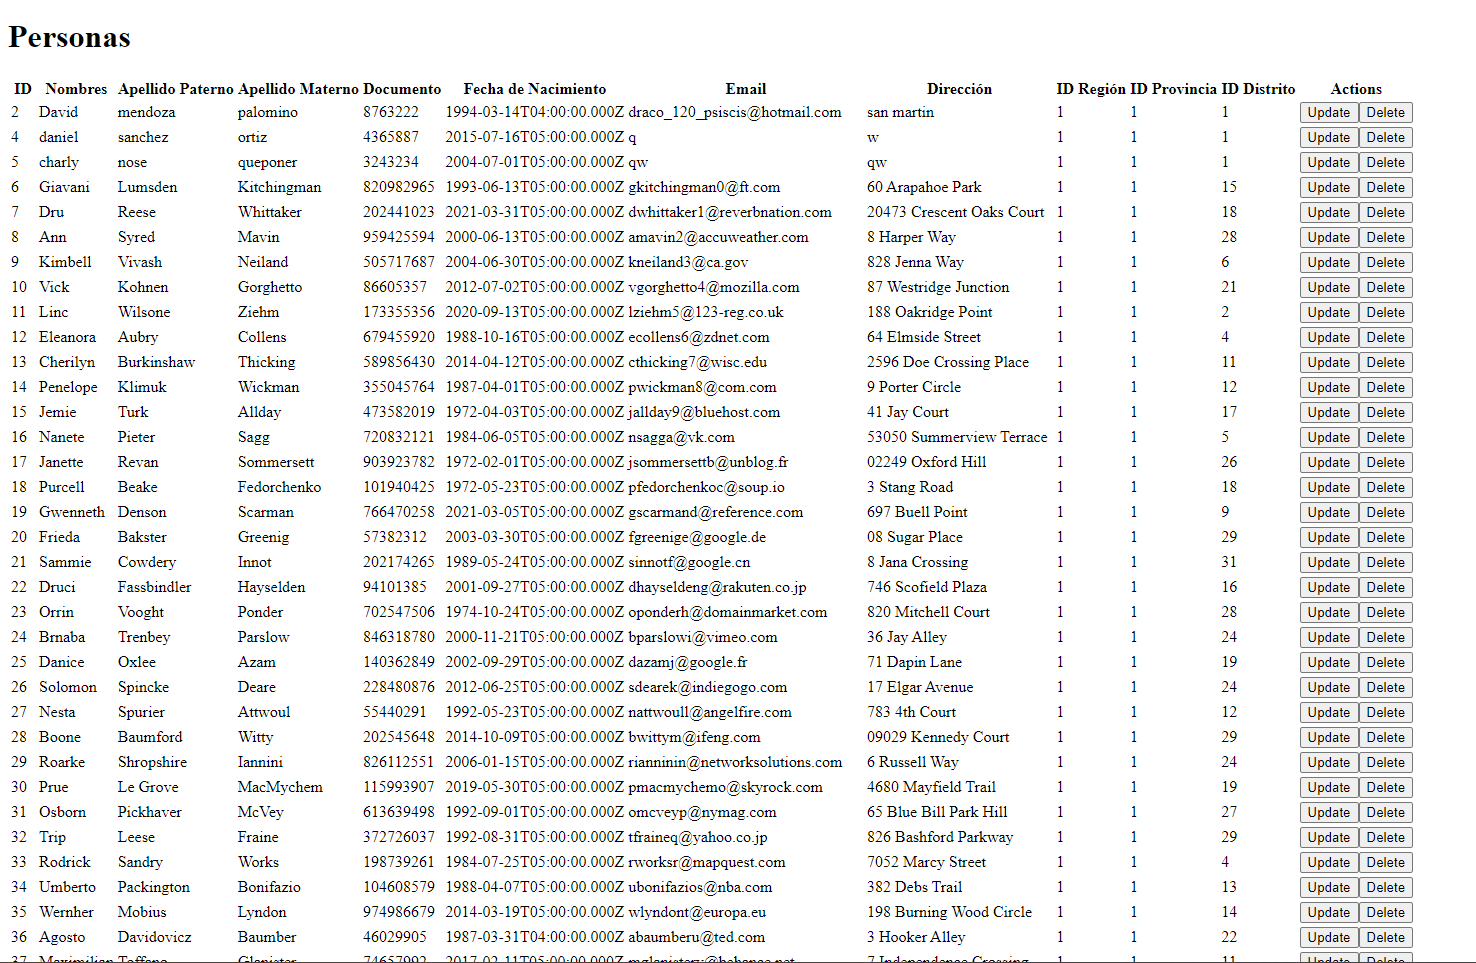 Personas
ID Nombres Apellido Paterno Apellido Materno Documento Fecha de Nacimiento Email Dirección ID Región ID Provincia ID Distrito Actions
2 David mendoza palomino 8763222 1994-03-14T04:00:00.000Z draco_120_psiscis@hotmail.com san martin 1 1 1 Update Delete
4 daniel sanchez ortiz 4365887 2015-07-16T05:00:00.000Z q w 1 1 1 Update Delete
5 charly nose queponer 3243234 2004-07-01T05:00:00.000Z qw qw 1 1 1 Update Delete
6 Giavani Lumsden Kitchingman 820982965 1993-06-13T05:00:00.000Z gkitchingman0@ft.com 60 Arapahoe Park 1 1 15 Update Delete
7 Dru Reese Whittaker 202441023 2021-03-31T05:00:00.000Z dwhittaker1@reverbnation.com 20473 Crescent Oaks Court 1 1 18 Update Delete
8 Ann Syred Mavin 959425594 2000-06-13T05:00:00.000Z amavin2@accuweather.com 8 Harper Way 1 1 28 Update Delete
9 Kimbell Vivash Neiland 505717687 2004-06-30T05:00:00.000Z kneiland3@ca.gov 828 Jenna Way 1 1 6 Update Delete
10 Vick Kohnen Gorghetto 86605357 2012-07-02T05:00:00.000Z vgorghetto4@mozilla.com 87 Westridge Junction 1 1 21 Update Delete
11 Linc Wilsone Ziehm 173355356 2020-09-13T05:00:00.000Z lziehm5@123-reg.co.uk 188 Oakridge Point 1 1 2 Update Delete
12 Eleanora Aubry Collens 679455920 1988-10-16T05:00:00.000Z ecollens6@zdnet.com 64 Elmside Street 1 1 4 Update Delete
13 Cherilyn Burkinshaw Thicking 589856430 2014-04-12T05:00:00.000Z cthicking7@wisc.edu 2596 Doe Crossing Place 1 1 11 Update Delete
14 Penelope Klimuk Wickman 355045764 1987-04-01T05:00:00.000Z pwickman8@com.com 9 Porter Circle 1 1 12 Update Delete
15 Jemie Turk Allday 473582019 1972-04-03T05:00:00.000Z jallday9@bluehost.com 41 Jay Court 1 1 17 Update Delete
16 Nanete Pieter Sagg 720832121 1984-06-05T05:00:00.000Z nsagga@vk.com 53050 Summerview Terrace 1 1 5 Update Delete
17 Janette Revan Sommersett 903923782 1972-02-01T05:00:00.000Z jsommersettb@unblog.fr 02249 Oxford Hill 1 1 26 Update Delete
18 Purcell Beake Fedorchenko 101940425 1972-05-23T05:00:00.000Z pfedorchenkoc@soup.io 3 Stang Road 1 1 18 Update Delete
19 Gwenneth Denson Scarman 766470258 2021-03-05T05:00:00.000Z gscarmand@reference.com 697 Buell Point 1 1 9 Update Delete
20 Frieda Bakster Greenig 57382312 2003-03-30T05:00:00.000Z fgreenige@google.de 08 Sugar Place 1 1 29 Update Delete
21 Sammie Cowdery Innot 202174265 1989-05-24T05:00:00.000Z sinnotf@google.cn 8 Jana Crossing 1 1 31 Update Delete
22 Druci Fassbindler Hayselden 94101385 2001-09-27T05:00:00.000Z dhayseldeng@rakuten.co.jp 746 Scofield Plaza 1 1 16 Update Delete
23 Orrin Vooght Ponder 702547506 1974-10-24T05:00:00.000Z oponderh@domainmarket.com 820 Mitchell Court 1 1 28 Update Delete
24 Brnaba Trenbey Parslow 846318780 2000-11-21T05:00:00.000Z bparslowi@vimeo.com 36 Jay Alley 1 1 24 Update Delete
25 Danice Oxlee Azam 140362849 2002-09-29T05:00:00.000Z dazamj@google.fr 71 Dapin Lane 1 1 19 Update Delete
26 Solomon Spincke Deare 228480876 2012-06-25T05:00:00.000Z sdearek@indiegogo.com 17 Elgar Avenue 1 1 24 Update Delete
27 Nesta Spurier Attwoul 55440291 1992-05-23T05:00:00.000Z nattwoull@angelfire.com 783 4th Court 1 1 12 Update Delete
28 Boone Baumford Witty 202545648 2014-10-09T05:00:00.000Z bwittym@ifeng.com 09029 Kennedy Court 1 1 29 Update Delete
29 Roarke Shropshire Iannini 826112551 2006-01-15T05:00:00.000Z rianninin@networksolutions.com 6 Russell Way 1 1 24 Update Delete
30 Prue Le Grove MacMychem 115993907 2019-05-30T05:00:00.000Z pmacmychemo@skyrock.com 4680 Mayfield Trail 1 1 19 Update Delete
31 Osborn Pickhaver McVey 613639498 1992-09-01T05:00:00.000Z omcveyp@nymag.com 65 Blue Bill Park Hill 1 1 27 Update Delete
32 Trip Leese Fraine 372726037 1992-08-31T05:00:00.000Z tfraineq@yahoo.co.jp 826 Bashford Parkway 1 1 29 Update Delete
33 Rodrick Sandry Works 198739261 1984-07-25T05:00:00.000Z rworksr@mapquest.com 7052 Marcy Street 1 1 4 Update Delete
34 Umberto Packington Bonifazio 104608579 1988-04-07T05:00:00.000Z ubonifazios@nba.com 382 Debs Trail 1 1 13 Update Delete
35 Wernher Mobius Lyndon 974986679 2014-03-19T05:00:00.000Z wlyndont@europa.eu 198 Burning Wood Circle 1 1 14 Update Delete
36 Agosto Davidovicz Baumber 46029905 1987-03-31T04:00:00.000Z abaumberu@ted.com 3 Hooker Alley 1 1 22 Update Delete
37 Maximilian Toffano Glanister 74657992 2017-02-11T05:00:00.000Z mglanisterv@behance.net 7 Independence Crossing 1 1 11 Update Delete